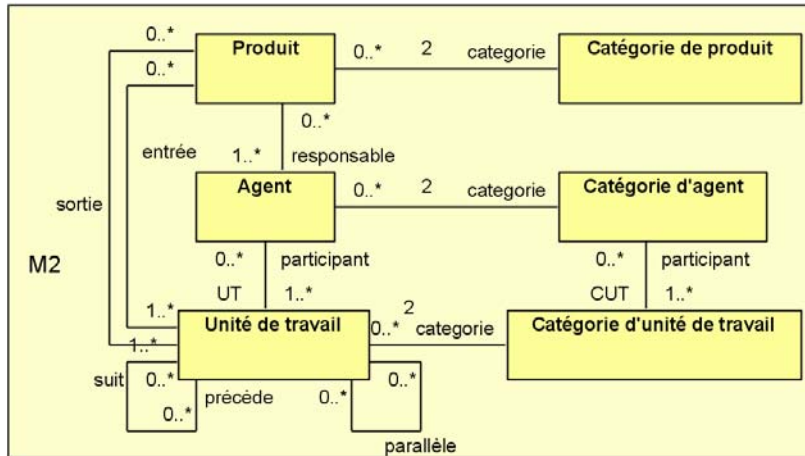 0..*
Produit
0..* 2 categorie
Catégorie de produit
0..*
0..*
entrée
1..* responsable
sortie
Agent
0..* 2 categorie
Catégorie d'agent
M2
0..* participant
0..* participant
UT 1..*
CUT 1..*
1..*
Unité de travail
2
0..* categorie
Catégorie d'unité de travail
1..*
suit 0..* précède
0..*
0..*
0..*
parallèle